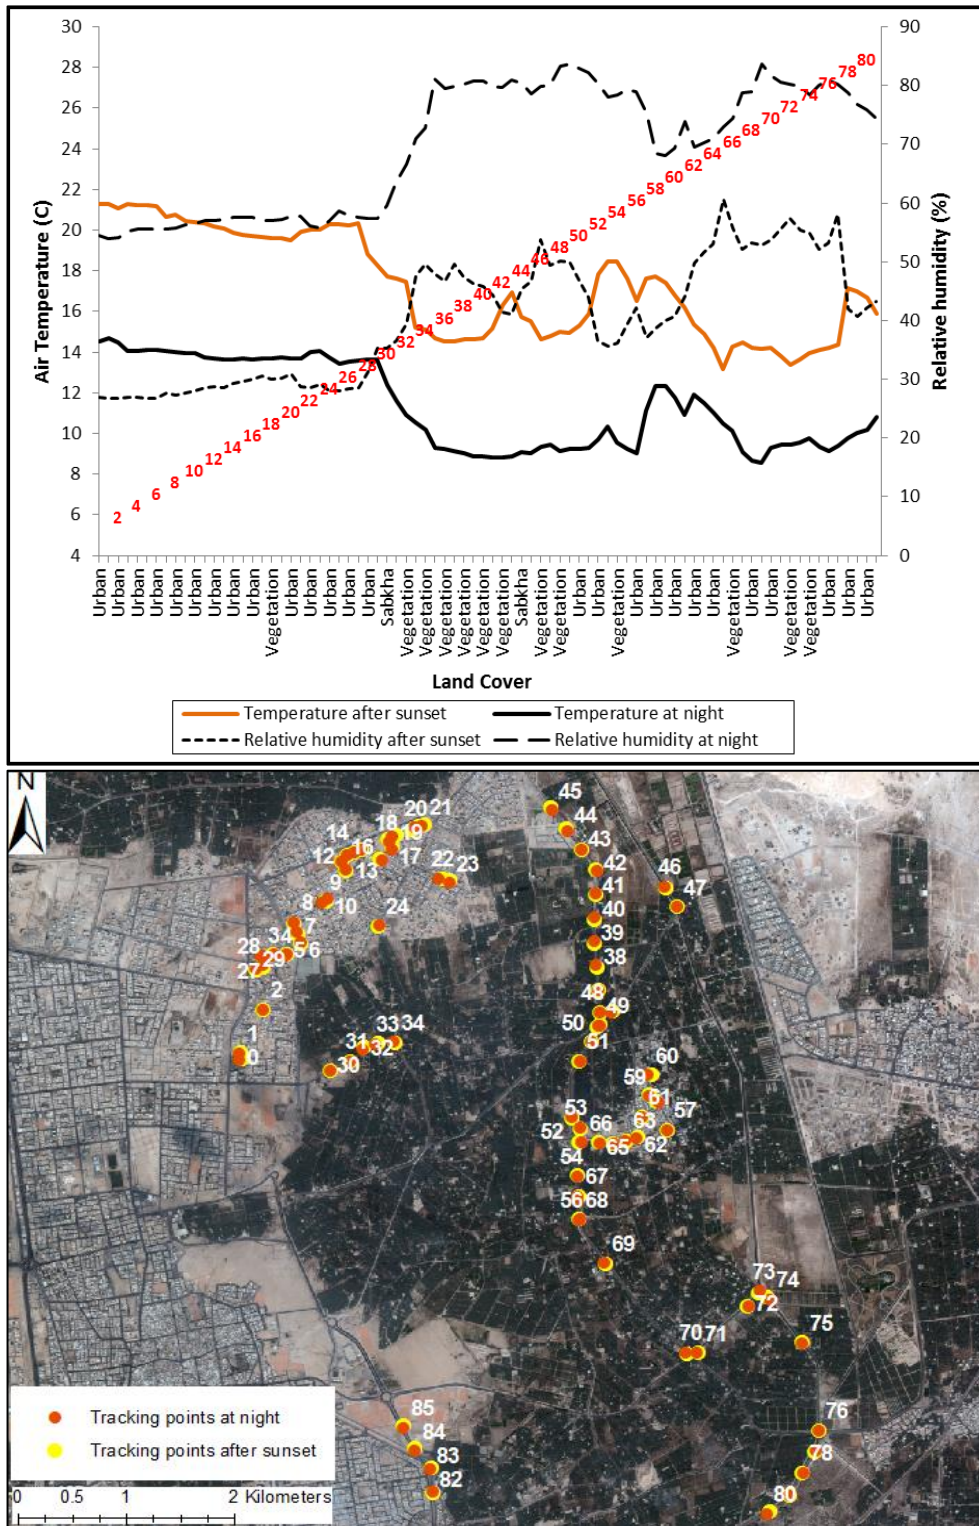 30
28
26
24
22
20
18
16
14
12
10
8
6
4
Air Temperature (C)
90
80
70
60
50
40
30
20
10
0
Relative humidity (%)
2
4
6
8
10
12
14
16
18
20
22
24
26
28
30
32
34
36
38
40
42
44
46
48
50
52
54
56
58
60
62
64
66
68
70
72
74
76
78
80
Urban
Urban
Urban
Urban
Urban
Urban
Urban
Urban
Urban
Vegetation
Urban
Urban
Urban
Urban
Urban
Sabkha
Vegetation
Vegetation
Vegetation
Vegetation
Vegetation
Vegetation
Sabkha
Vegetation
Vegetation
Urban
Urban
Vegetation
Urban
Urban
Urban
Urban
Urban
Vegetation
Urban
Urban
Vegetation
Vegetation
Urban
Urban
Urban
Land Cover
Temperature after sunset
Temperature at night
Relative humidity after sunset
Relative humidity at night
N
45
44
43
42
41
40
39
38
46
47
20
21
18
19
14
16
17
12
13
22
23
9
8
10
24
7
34
6
5
28
29
27
2
1
0
33
34
31
32
30
48
49
50
51
60
59
61
57
53
52
66
63
62
65
54
67
56
68
69
73
74
72
75
70
71
76
78
80
85
84
83
82
Tracking points at night
Tracking points after sunset
0
0.5
1
2 Kilometers